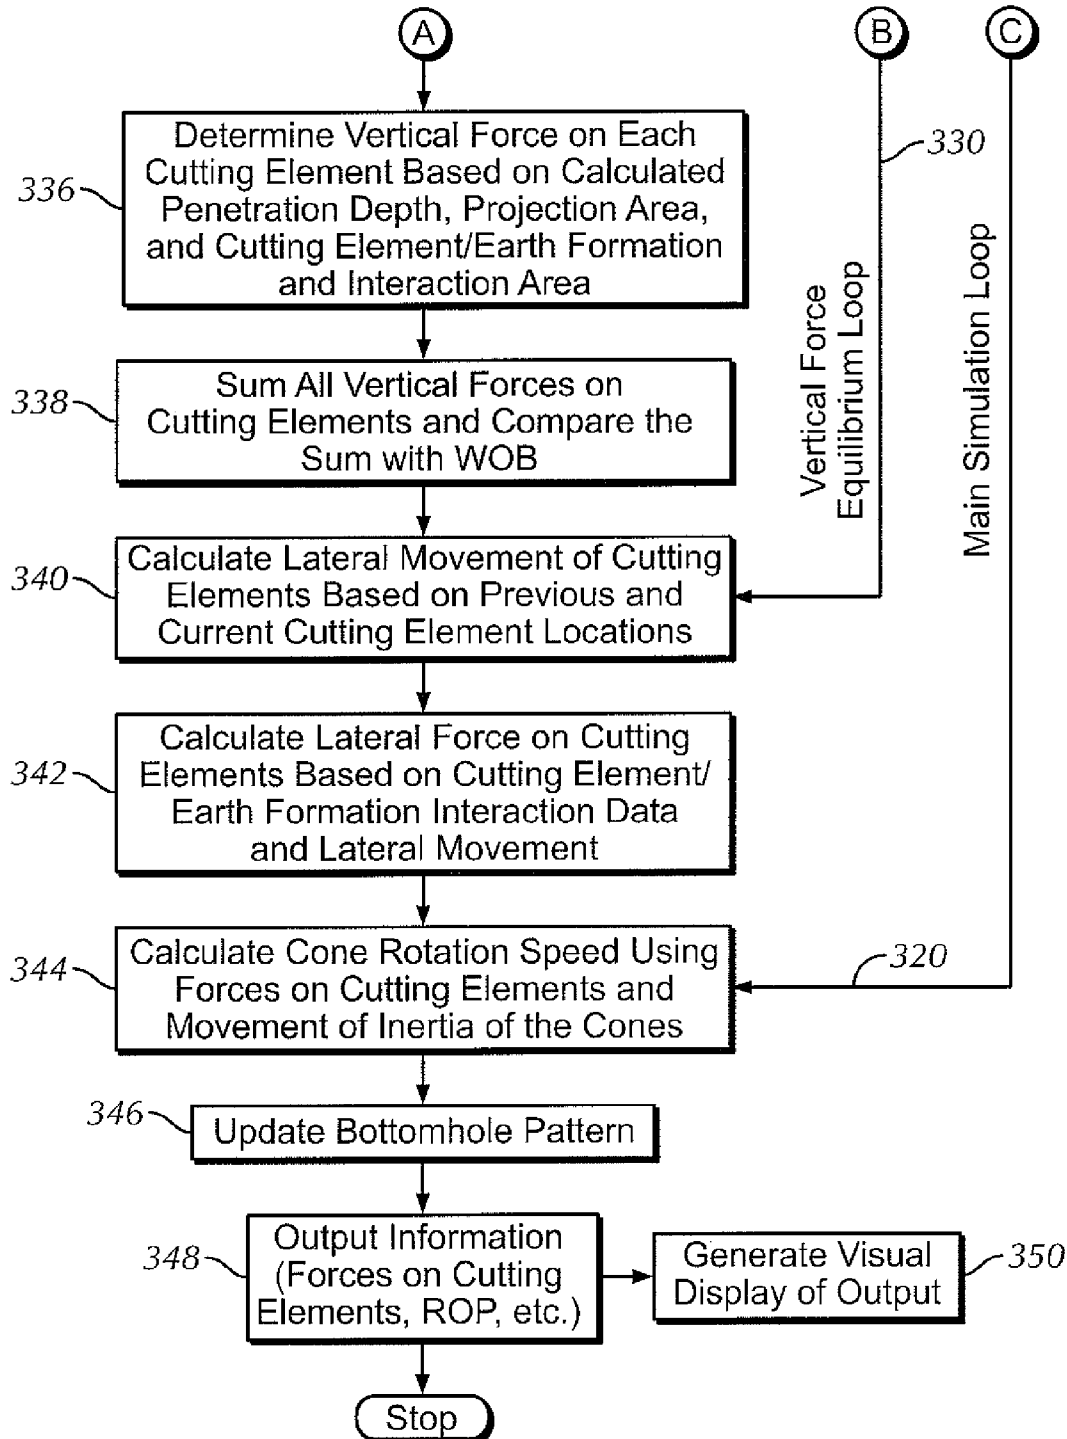 A
B
C
Determine Vertical Force on Each
Cutting Element Based on Calculated
Penetration Depth, Projection Area,
and Cutting Element/Earth Formation
and Interaction Area
336
330
Sum All Vertical Forces on
Cutting Elements and Compare the
Sum with WOB
338
Vertical Force
Equilibrium Loop
Main Simulation Loop
Calculate Lateral Movement of Cutting
Elements Based on Previous and
Current Cutting Element Locations
340
Calculate Lateral Force on Cutting
Elements Based on Cutting Element/
Earth Formation Interaction Data
and Lateral Movement
342
Calculate Cone Rotation Speed Using
Forces on Cutting Elements and
Movement of Inertia of the Cones
344
320
346
Update Bottomhole Pattern
Output Information
(Forces on Cutting
Elements, ROP, etc.)
348
Generate Visual
Display of Output
350
Stop